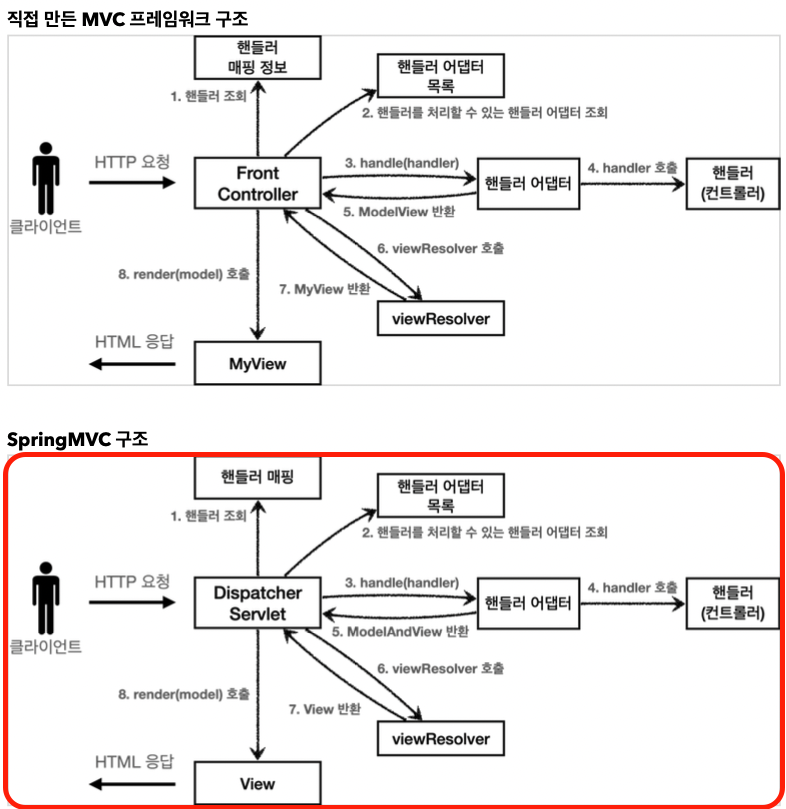 직접 만든 MVC 프레임워크 구조
핸들러
매핑 정보
핸들러 어댑터
목록
1. 핸들러 조회
2. 핸들러를 처리할 수 있는 핸들러 어댑터 조회
HTTP 요청
클라이언트
Front
Controller
3. handle(handler)
핸들러 어댑터
4. handler 호출
핸들러
(컨트롤러)
5. ModelView 반환
6. viewResolver 호출
8. render(model) 호출
7. MyView 반환
viewResolver
HTML 응답
MyView
SpringMVC 구조
핸들러 매핑
핸들러 어댑터
목록
1. 핸들러 조회
2. 핸들러를 처리할 수 있는 핸들러 어댑터 조회
HTTP 요청
클라이언트
Dispatcher
Servlet
3. handle(handler)
핸들러 어댑터
4. handler 호출
핸들러
(컨트롤러)
5. ModelAndView 반환
6. viewResolver 호출
8. render(model) 호출
7. View 반환
viewResolver
HTML 응답
View